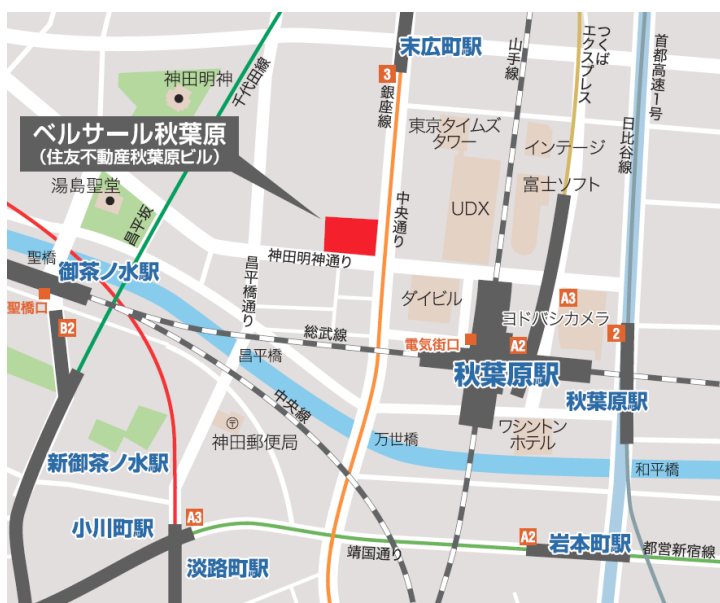 末広町駅
3
銀座線
山手線
つくば
エクスプレス
首都高速1号
日比谷線
神田明神
千代田線
ベルサール秋葉原
（住友不動産秋葉原ビル）
東京タイムズ
タワー
インテージ
富士ソフト
UDX
湯島聖堂
昌平坂
中央通り
神田明神通り
聖橋
御茶ノ水駅
昌平橋通り
ダイビル
A3
ヨドバシカメラ
聖橋口
B2
総武線
電気街口
A2
2
昌平橋
秋葉原駅
秋葉原駅
中央線
ワシントン
ホテル
神田郵便局
万世橋
和平橋
新御茶ノ水駅
小川町駅
A3
A2
岩本町駅
靖国通り
都営新宿線
淡路町駅